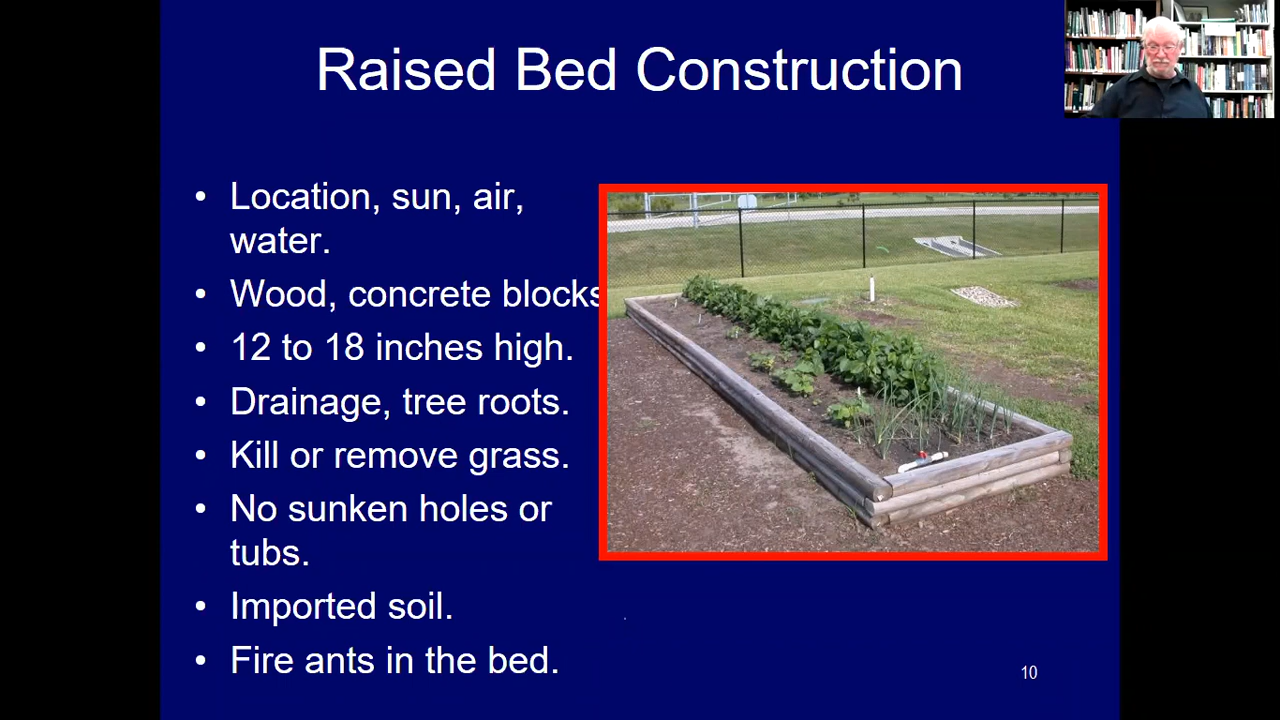 Raised Bed Construction
• Location, sun, air,
water.
• Wood, concrete blocks
• 12 to 18 inches high.
• Drainage, tree roots.
• Kill or remove grass.
• No sunken holes or
tubs.
• Imported soil.
• Fire ants in the bed.
10